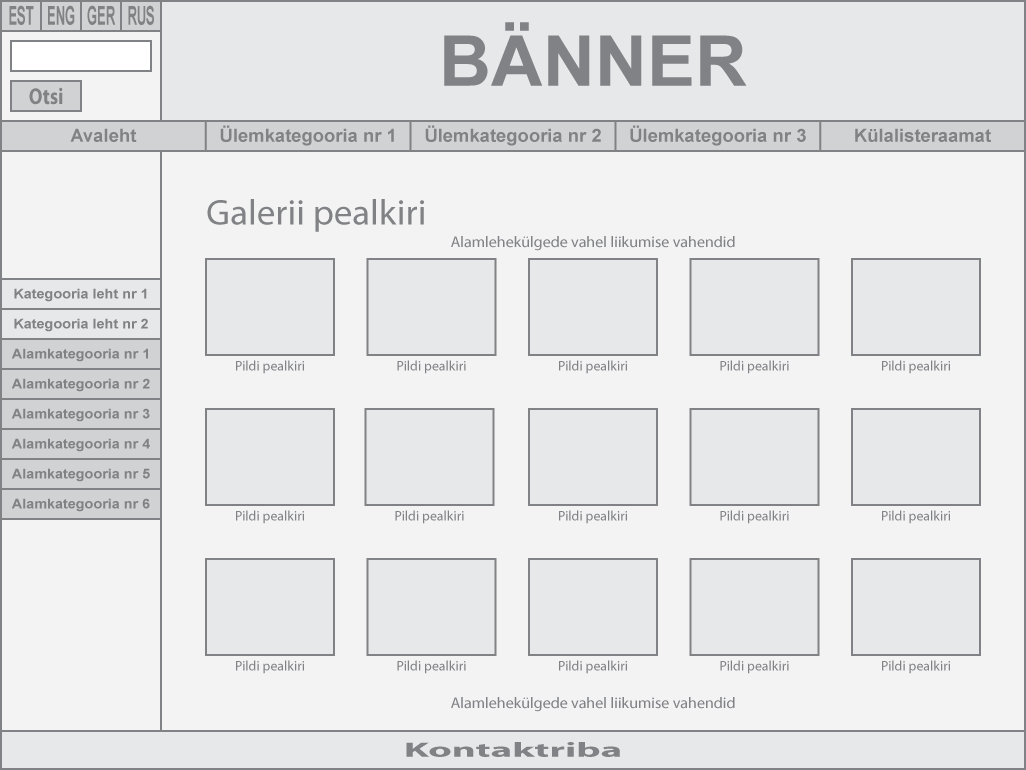 EST ENG GER RUS
BÄNNER
Otsi
Avaleht Ülemkategooria nr 1 Ülemkategooria nr 2 Ülemkategooria nr 3 Külalisteraamat
Kategooria leht nr 1
Kategooria leht nr 2
Alamkategooria nr 1
Alamkategooria nr 2
Alamkategooria nr 3
Alamkategooria nr 4
Alamkategooria nr 5
Alamkategooria nr 6
Galerii pealkiri
Alamlehekülgede vahel liikumise vahendid
Pildi pealkiri Pildi pealkiri Pildi pealkiri Pildi pealkiri Pildi pealkiri
Pildi pealkiri Pildi pealkiri Pildi pealkiri Pildi pealkiri Pildi pealkiri
Pildi pealkiri Pildi pealkiri Pildi pealkiri Pildi pealkiri Pildi pealkiri
Alamlehekülgede vahel liikumise vahendid
Kontaktriba